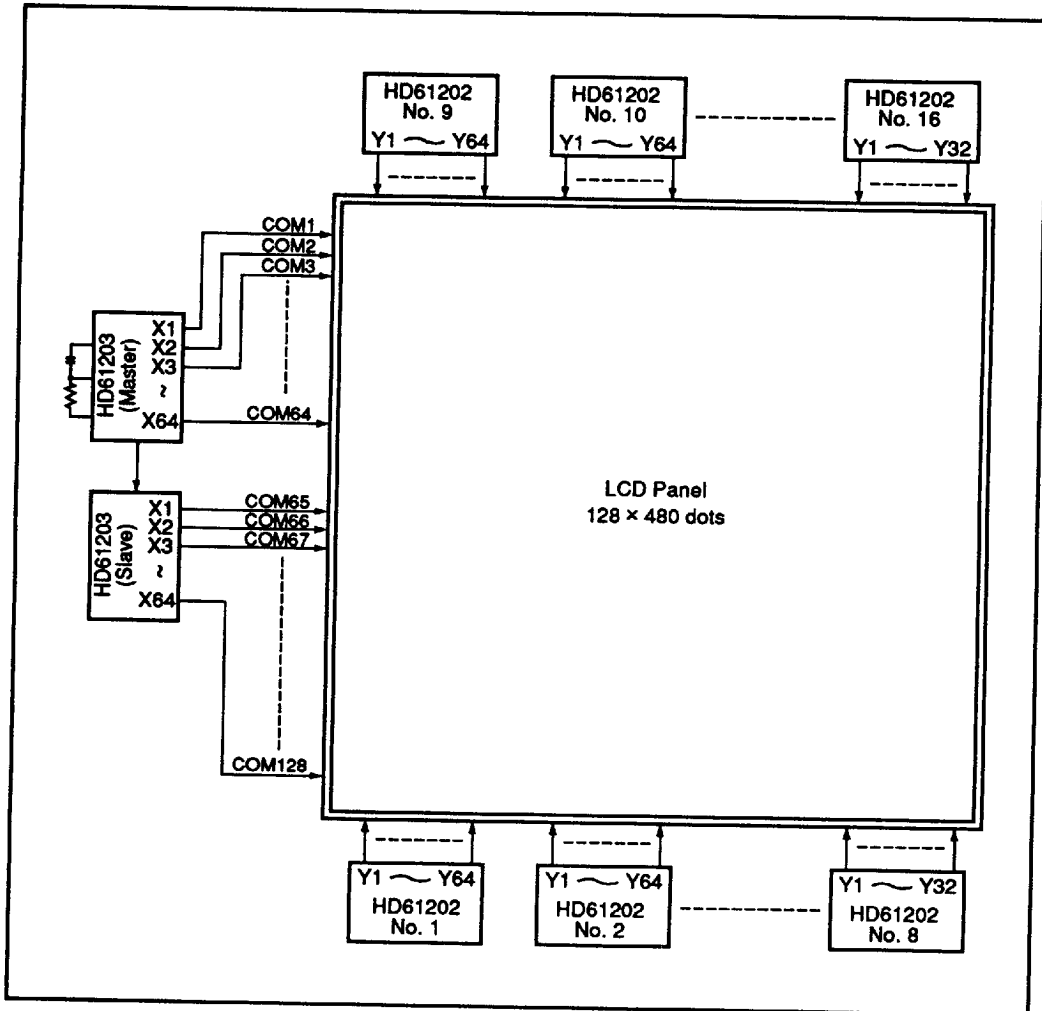 HD61202
No. 9
Y1 ~ Y64
HD61202
No. 10
Y1 ~ Y64
HD61202
No. 16
Y1 ~ Y32
COM1
COM2
COM3
COM64
HD61203
(Master)
X1
X2
X3
~
X64
HD61203
(Slave)
X1
X2
X3
~
X64
COM65
COM66
COM67
COM128
LCD Panel
128 × 480 dots
Y1 ~ Y64
HD61202
No. 1
Y1 ~ Y64
HD61202
No. 2
Y1 ~ Y32
HD61202
No. 8